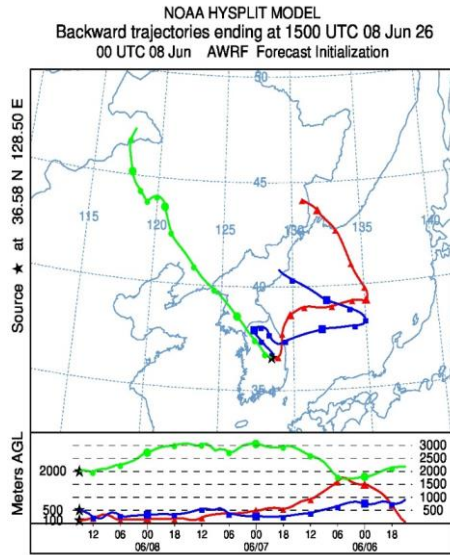 NOAA HYSPLIT MODEL
Backward trajectories ending at 1500 UTC 08 Jun 26
00 UTC 08 Jun AWRF Forecast Initialization
Source ★ at 36.58 N 128.50 E
50
45
115
120
125
130
135
140
40
35
Meters AGL
2000
500
100
3000
2500
2000
1500
1000
500
12 06 00 18 12 06 00 18 12 06 00 18
06/08 06/07 06/06